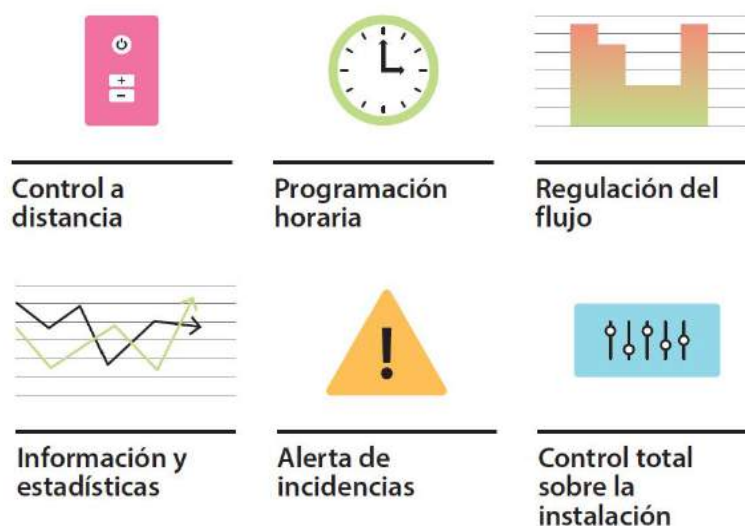 Control a
distancia
Programación
horaria
Regulación del
flujo
Información y
estadísticas
Alerta de
incidencias
Control total
sobre la
instalación